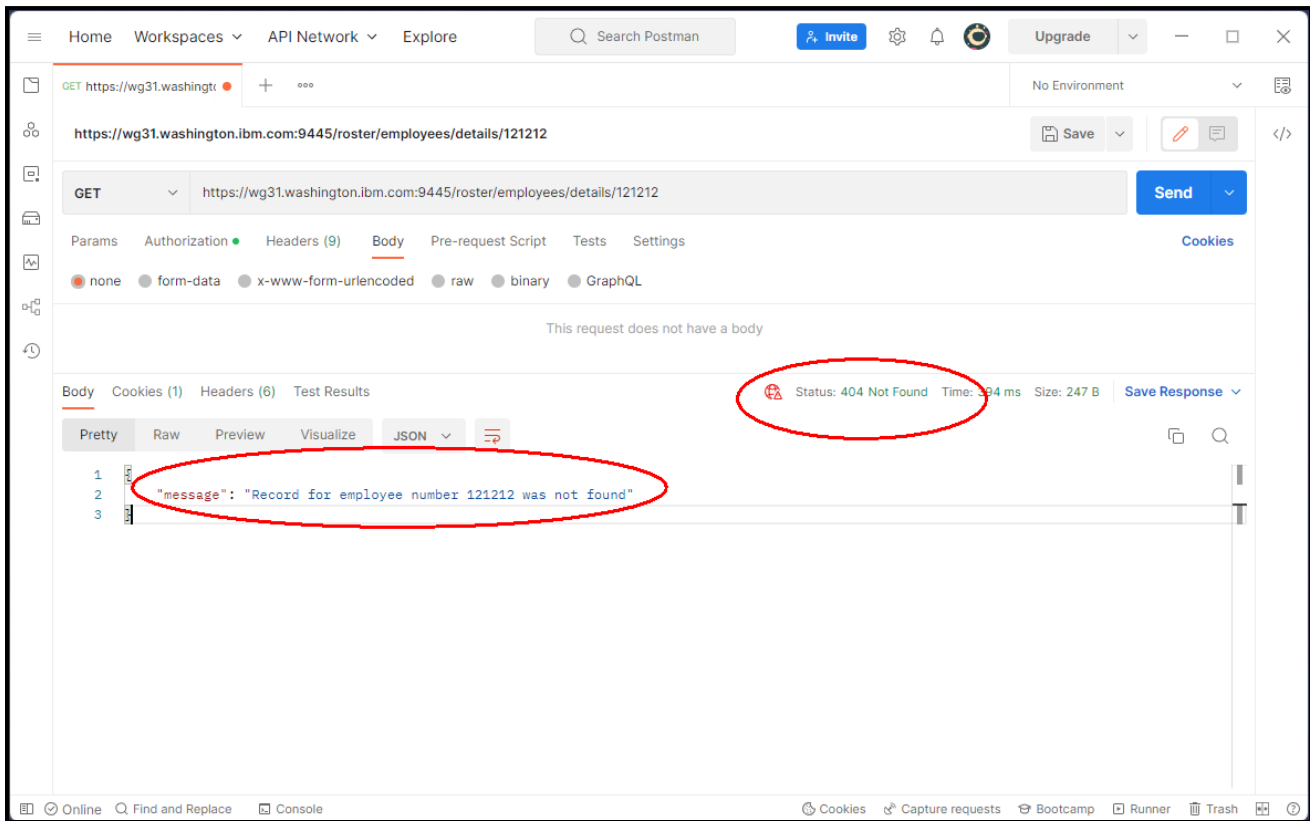 Home Workspaces API Network Explore Search Postman Invite Upgrade
GET https://wg31.washingt ooo No Environment
https://wg31.washington.ibm.com:9445/roster/employees/details/121212 Save </>
GET https://wg31.washington.ibm.com:9445/roster/employees/details/121212 Send
Params Authorization Headers (9) Body Pre-request Script Tests Settings Cookies
none form-data x-www-form-urlencoded raw binary GraphQL
This request does not have a body
Body Cookies (1) Headers (6) Test Results Status: 404 Not Found Time: 394 ms Size: 247 B Save Response
Pretty Raw Preview Visualize JSON
1 {
2 "message": "Record for employee number 121212 was not found"
3 }
Online Find and Replace Console Cookies Capture requests Bootcamp Runner Trash